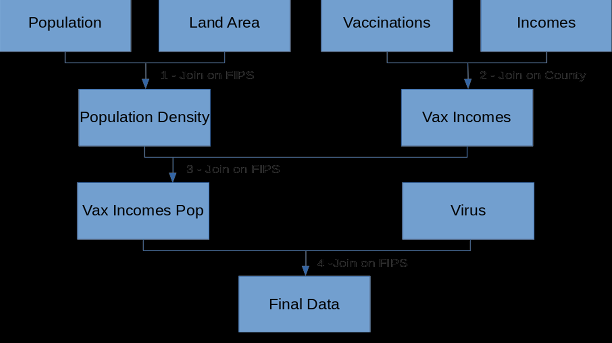 Population
Land Area
Vaccinations
Incomes
1 - Join on FIPS
2 - Join on County
Population Density
Vax Incomes
3 - Join on FIPS
Vax Incomes Pop
Virus
4 -Join on FIPS
Final Data